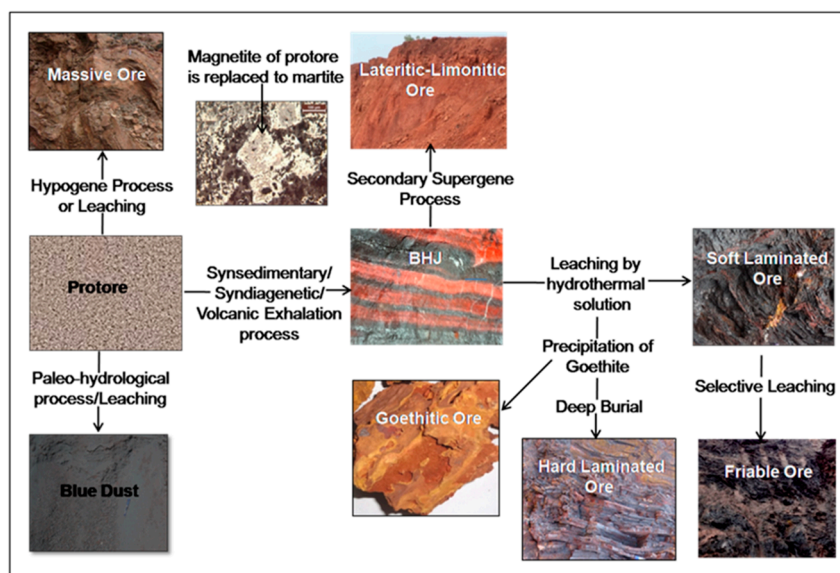 Massive Ore
Magnetite of protore
is replaced to martite
Lateritic-Limonitic
Ore
Hypogene Process
or Leaching
Secondary Supergene
Process
Protore
Synsedimentary/
Syndiagenetic/
Volcanic Exhalation
process
BHJ
Leaching by
hydrothermal
solution
Soft Laminated
Ore
Precipitation of
Goethite
Paleo-hydrological
process/Leaching
Goethitic Ore
Deep Burial
Selective Leaching
Blue Dust
Hard Laminated
Ore
Friable Ore